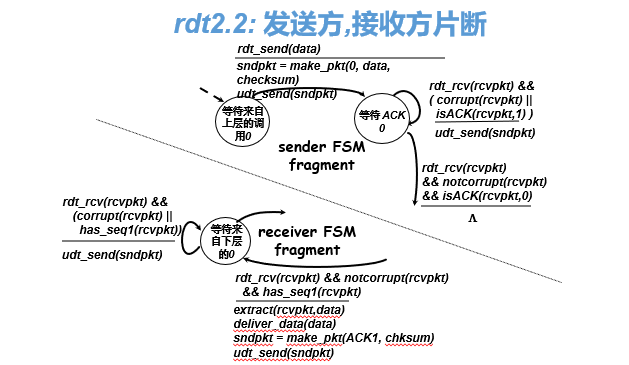 rdt2.2: 发送方,接收方片断
rdt_send(data)
sndpkt = make_pkt(0, data,
checksum)
udt_send(sndpkt)
等待来自
上层的调
用0
等待 ACK
0
rdt_rcv(rcvpkt) &&
( corrupt(rcvpkt) ||
isACK(rcvpkt,1) )
udt_send(sndpkt)
sender FSM
fragment
rdt_rcv(rcvpkt)
&& notcorrupt(rcvpkt)
&& isACK(rcvpkt,0)
Λ
rdt_rcv(rcvpkt) &&
(corrupt(rcvpkt) ||
has_seq1(rcvpkt))
udt_send(sndpkt)
等待来
自下层
的0
receiver FSM
fragment
rdt_rcv(rcvpkt) && notcorrupt(rcvpkt)
&& has_seq1(rcvpkt)
extract(rcvpkt,data)
deliver_data(data)
sndpkt = make_pkt(ACK1, chksum)
udt_send(sndpkt)